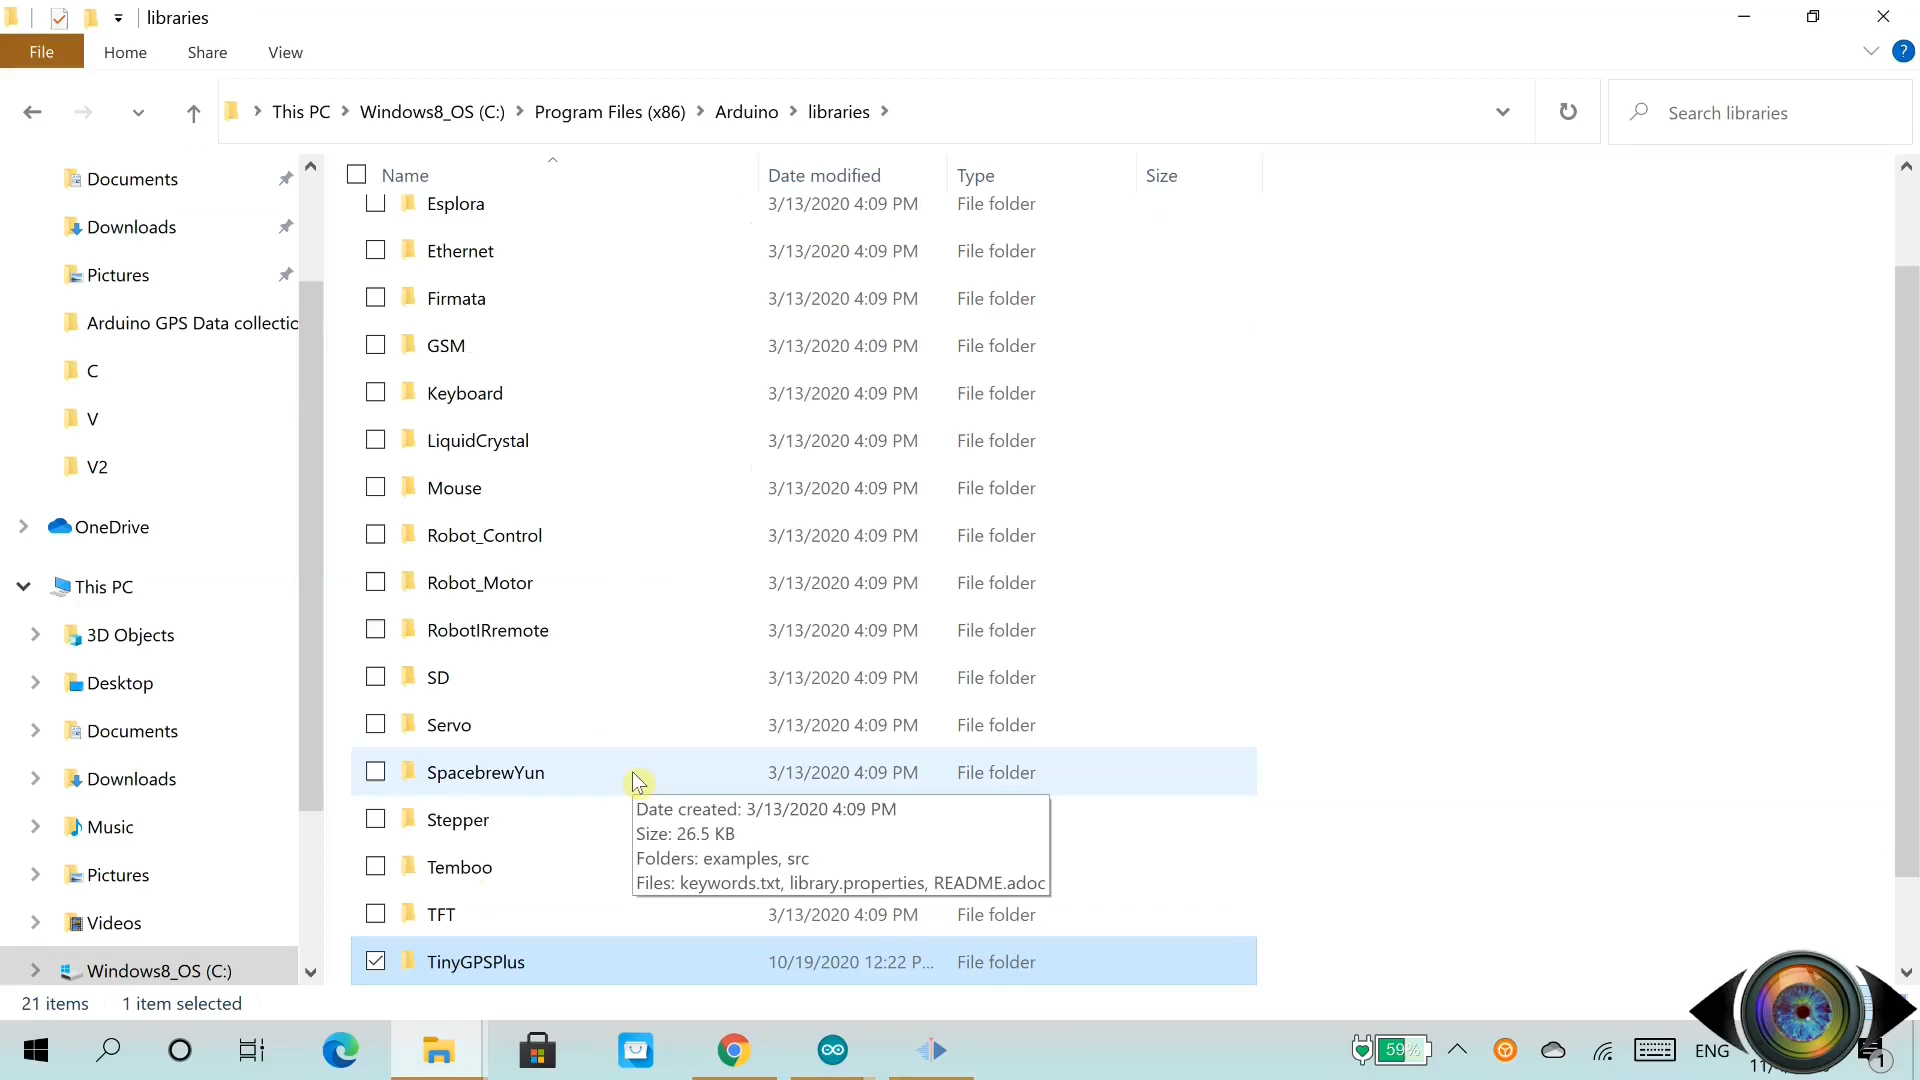 libraries
File Home Share View
This PC Windows8_OS (C:) Program Files (x86) Arduino libraries
Search libraries
Name Date modified Type Size
Documents
Downloads
Pictures
Arduino GPS Data collectic
C
V
V2
OneDrive
This PC
3D Objects
Desktop
Documents
Downloads
Music
Pictures
Videos
Windows8_OS (C:)
Esplora 3/13/2020 4:09 PM File folder
Ethernet 3/13/2020 4:09 PM File folder
Firmata 3/13/2020 4:09 PM File folder
GSM 3/13/2020 4:09 PM File folder
Keyboard 3/13/2020 4:09 PM File folder
LiquidCrystal 3/13/2020 4:09 PM File folder
Mouse 3/13/2020 4:09 PM File folder
Robot_Control 3/13/2020 4:09 PM File folder
Robot_Motor 3/13/2020 4:09 PM File folder
RobotIRremote 3/13/2020 4:09 PM File folder
SD 3/13/2020 4:09 PM File folder
Servo 3/13/2020 4:09 PM File folder
SpacebrewYun 3/13/2020 4:09 PM File folder
Stepper
Temboo
TFT 3/13/2020 4:09 PM File folder
TinyGPSPlus 10/19/2020 12:22 P... File folder
Date created: 3/13/2020 4:09 PM
Size: 26.5 KB
Folders: examples, src
Files: keywords.txt, library.properties, README.adoc
21 items 1 item selected
59%
ENG
1